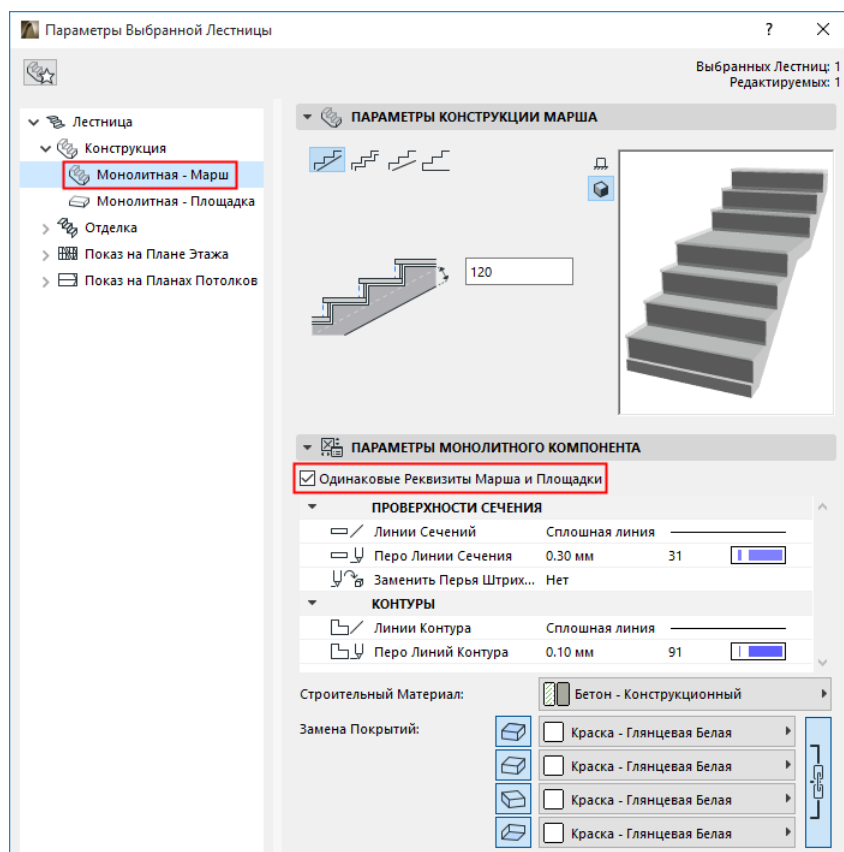 Параметры Выбранной Лестницы
?
Выбранных Лестниц: 1
Редактируемых: 1
Лестница
Конструкция
Монолитная - Марш
Монолитная - Площадка
Отделка
Показ на Плане Этажа
Показ на Планах Потолков
ПАРАМЕТРЫ КОНСТРУКЦИИ МАРША
120
ПАРАМЕТРЫ МОНОЛИТНОГО КОМПОНЕНТА
Одинаковые Реквизиты Марша и Площадки
ПРОВЕРХНОСТИ СЕЧЕНИЯ
Линии Сечений Сплошная линия
Перо Линии Сечения 0.30 мм 31
Заменить Перья Штрих... Нет
КОНТУРЫ
Линии Контура Сплошная линия
Перо Линий Контура 0.10 мм 91
Строительный Материал: Бетон - Конструкционный
Замена Покрытий: Краска - Глянцевая Белая
Краска - Глянцевая Белая
Краска - Глянцевая Белая
Краска - Глянцевая Белая